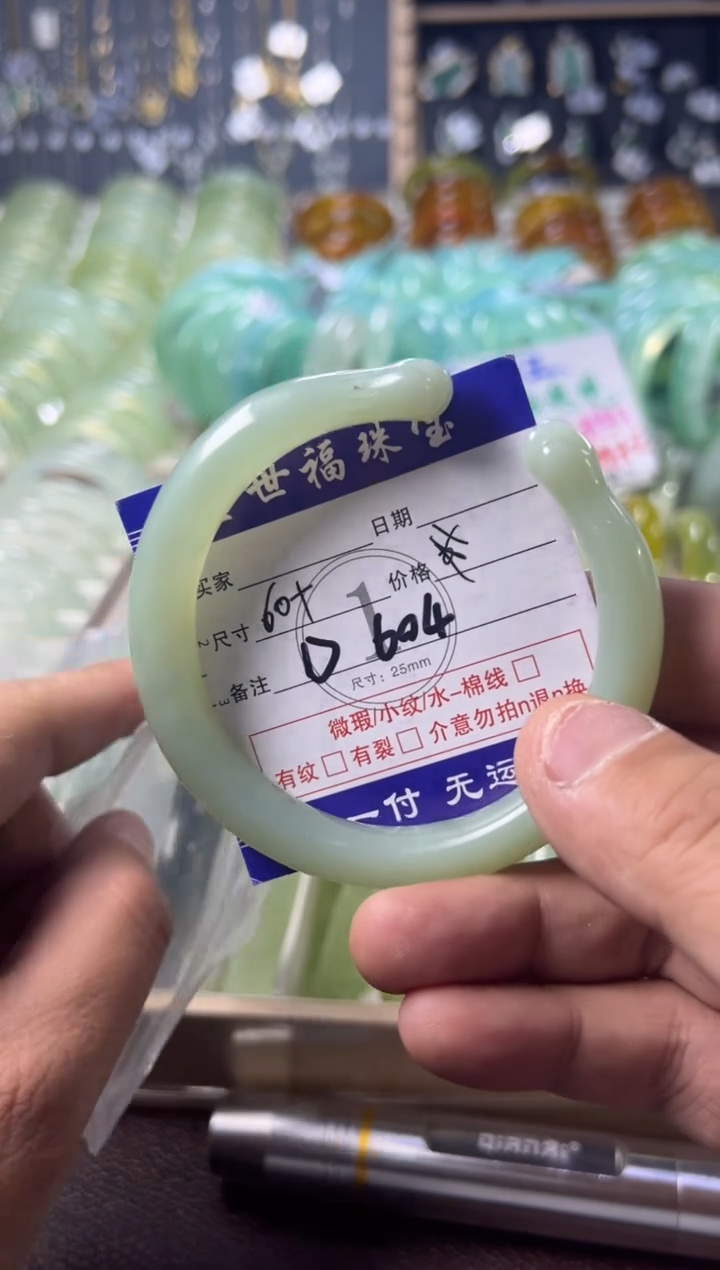 世福珠宝
日期
买家
价格
尺寸 60+
1
备注 D 604
尺寸：25mm
微瑕/小纹/水-棉线
有纹□有裂□介意勿拍n退n换
一付 无运